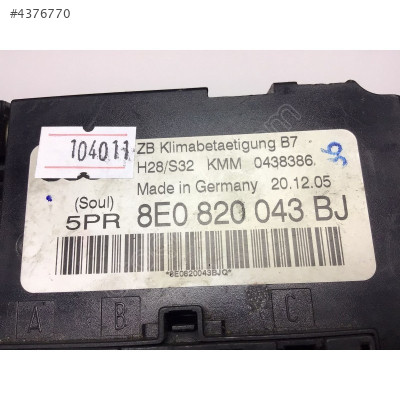 #4376770
104011
ZB Klimabetaetigung B7
H28/S32 KMM 0438386
Made in Germany 20.12.05
(Soul)
5PR 8E0 820 043 BJ
*8E0820043BJQ*
A B C